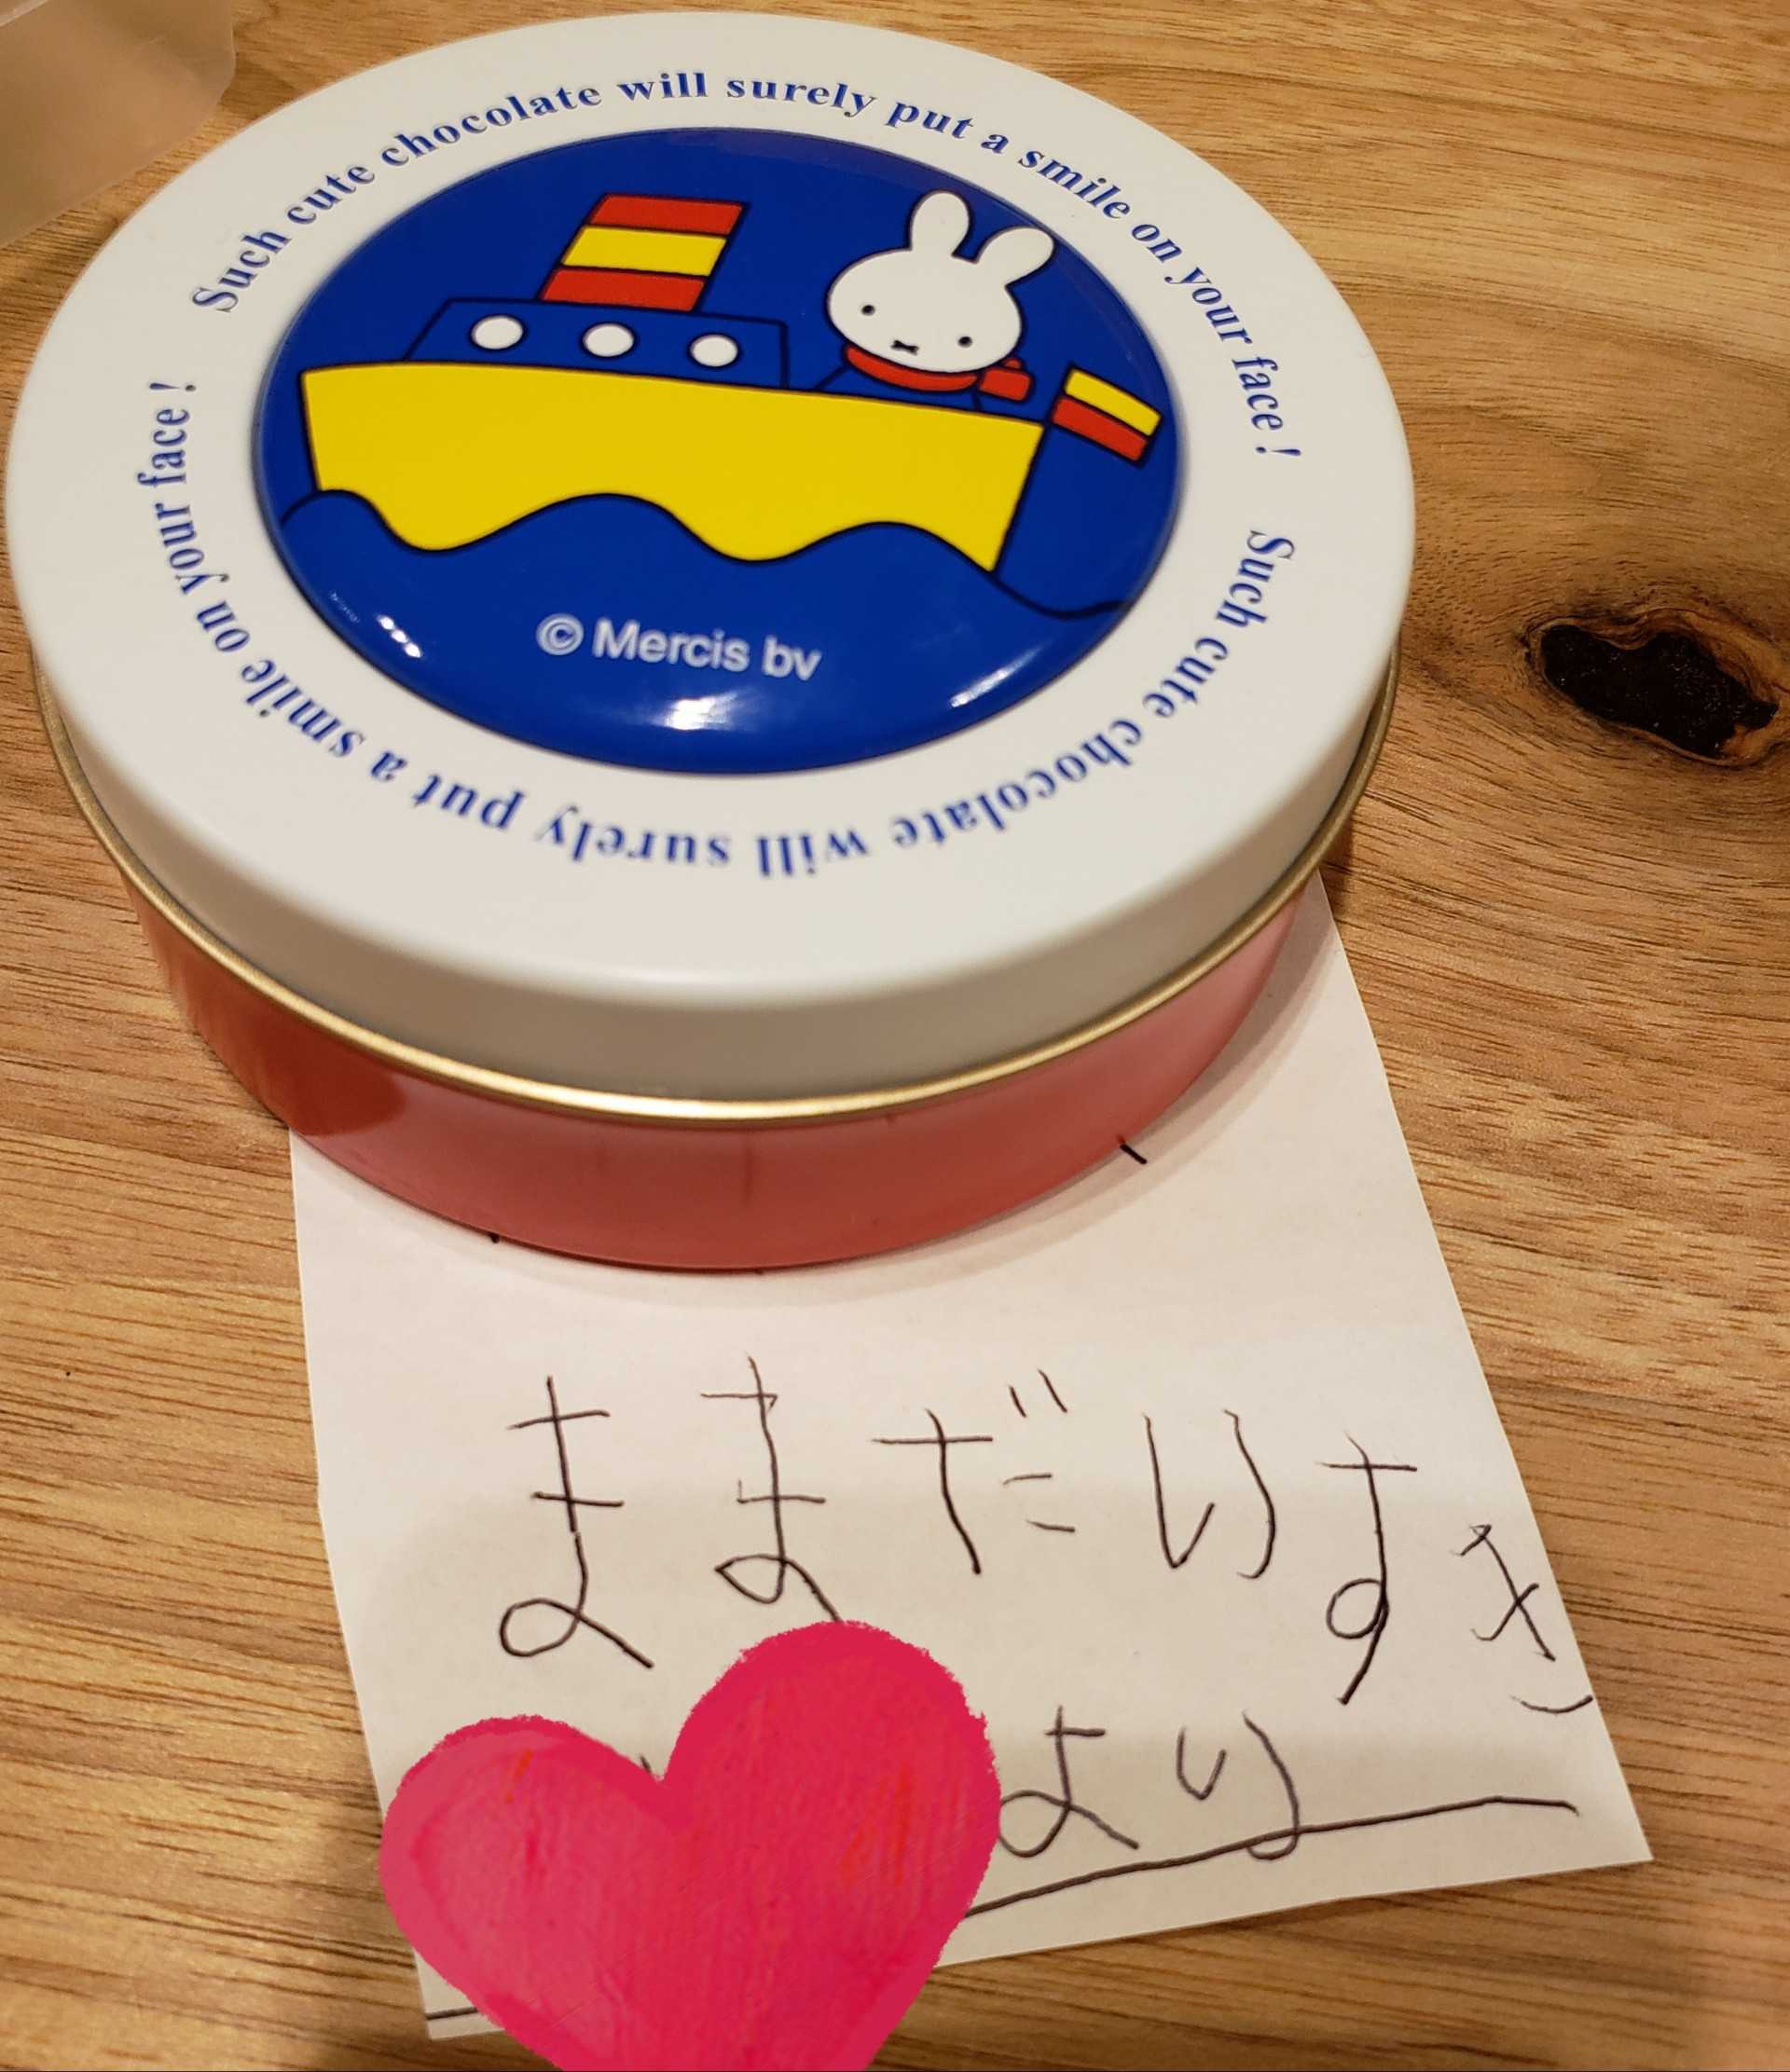 Such cute chocolate will surely put a smile on your face!
Such cute chocolate will surely put a smile on your face!
© Mercis bv
ままだいすき
より